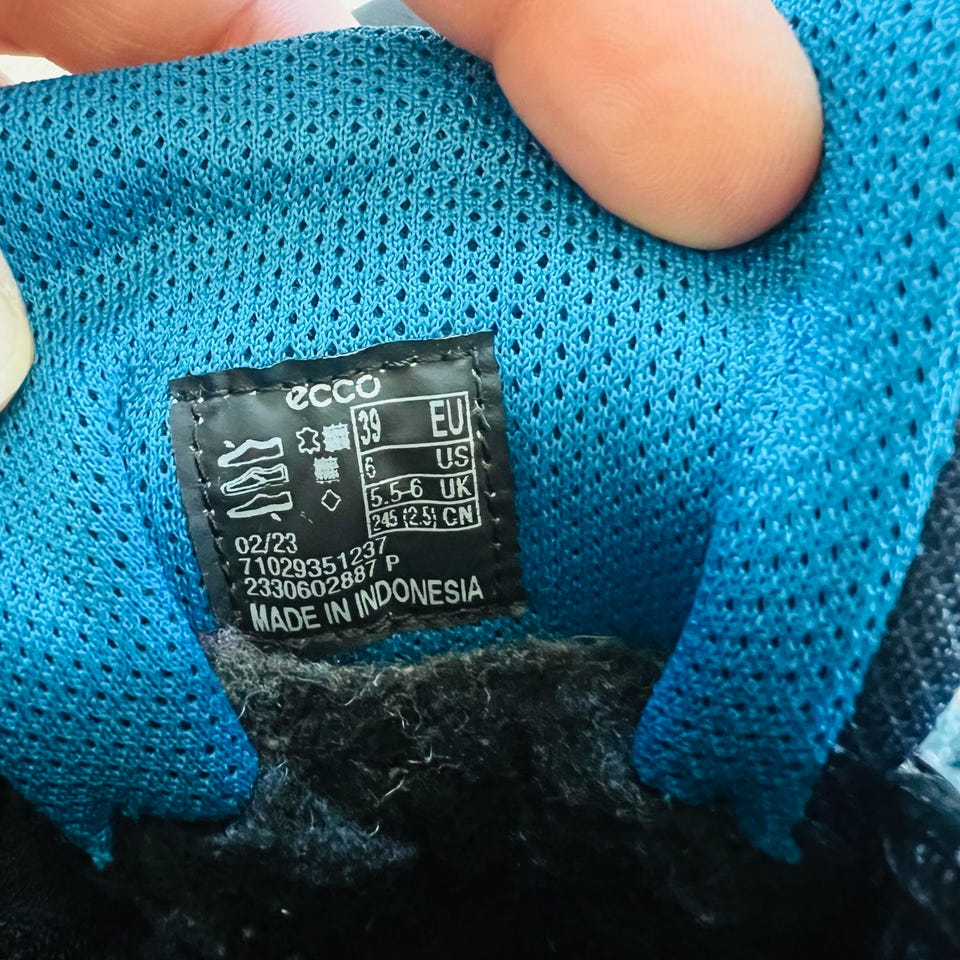 ecco
39 EU
6 US
5.5-6 UK
245 (2.5) CN
02/23
71029351237
2330602887 P
MADE IN INDONESIA